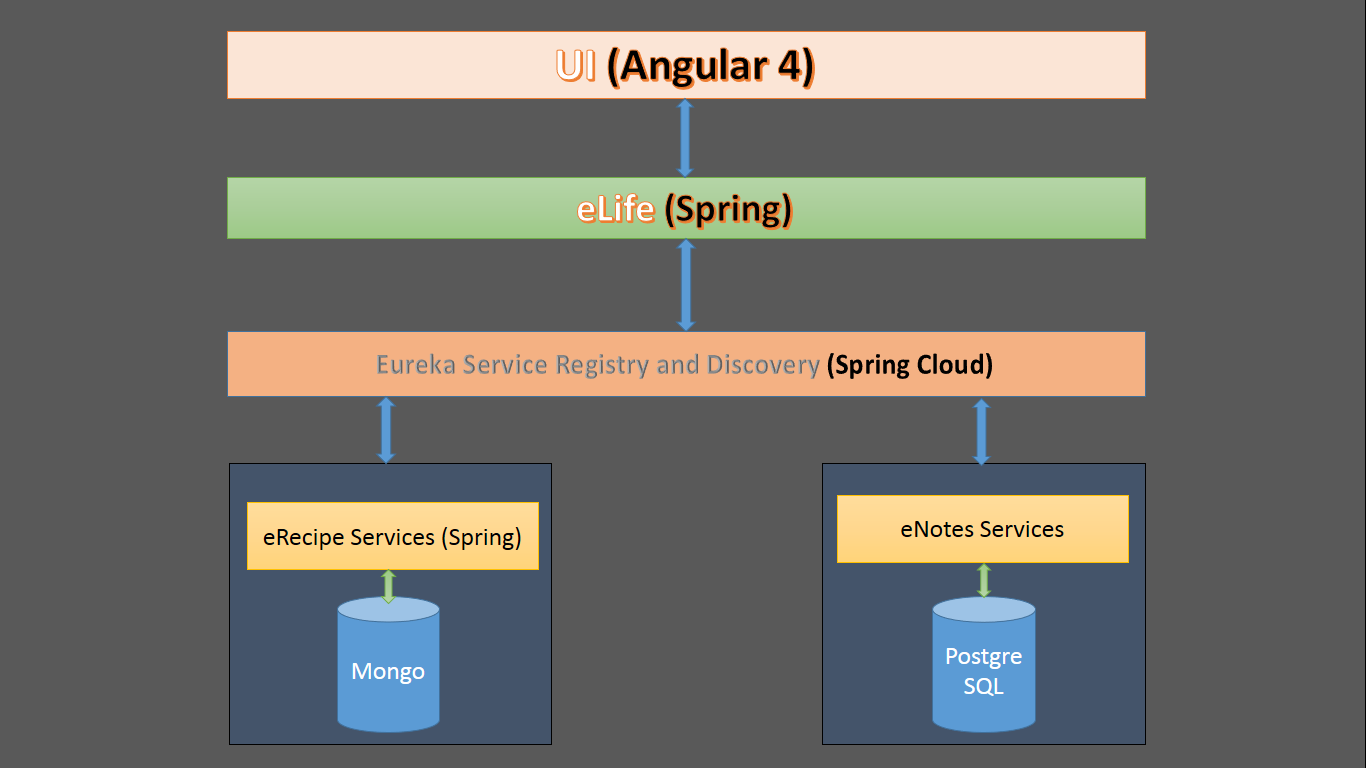 UI (Angular 4)
eLife (Spring)
Eureka Service Registry and Discovery (Spring Cloud)
eRecipe Services (Spring)
eNotes Services
Mongo
Postgre
SQL